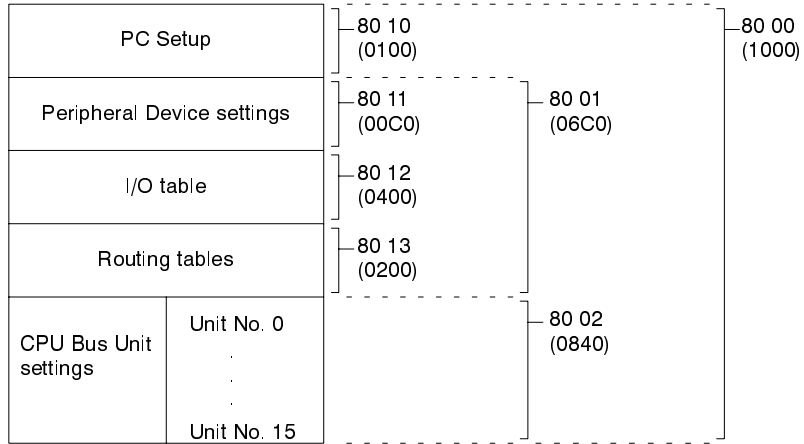 PC Setup
80 10
(0100)
80 00
(1000)
Peripheral Device settings
80 11
(00C0)
80 01
(06C0)
I/O table
80 12
(0400)
Routing tables
80 13
(0200)
CPU Bus Unit
settings
Unit No. 0
.
.
.
Unit No. 15
80 02
(0840)